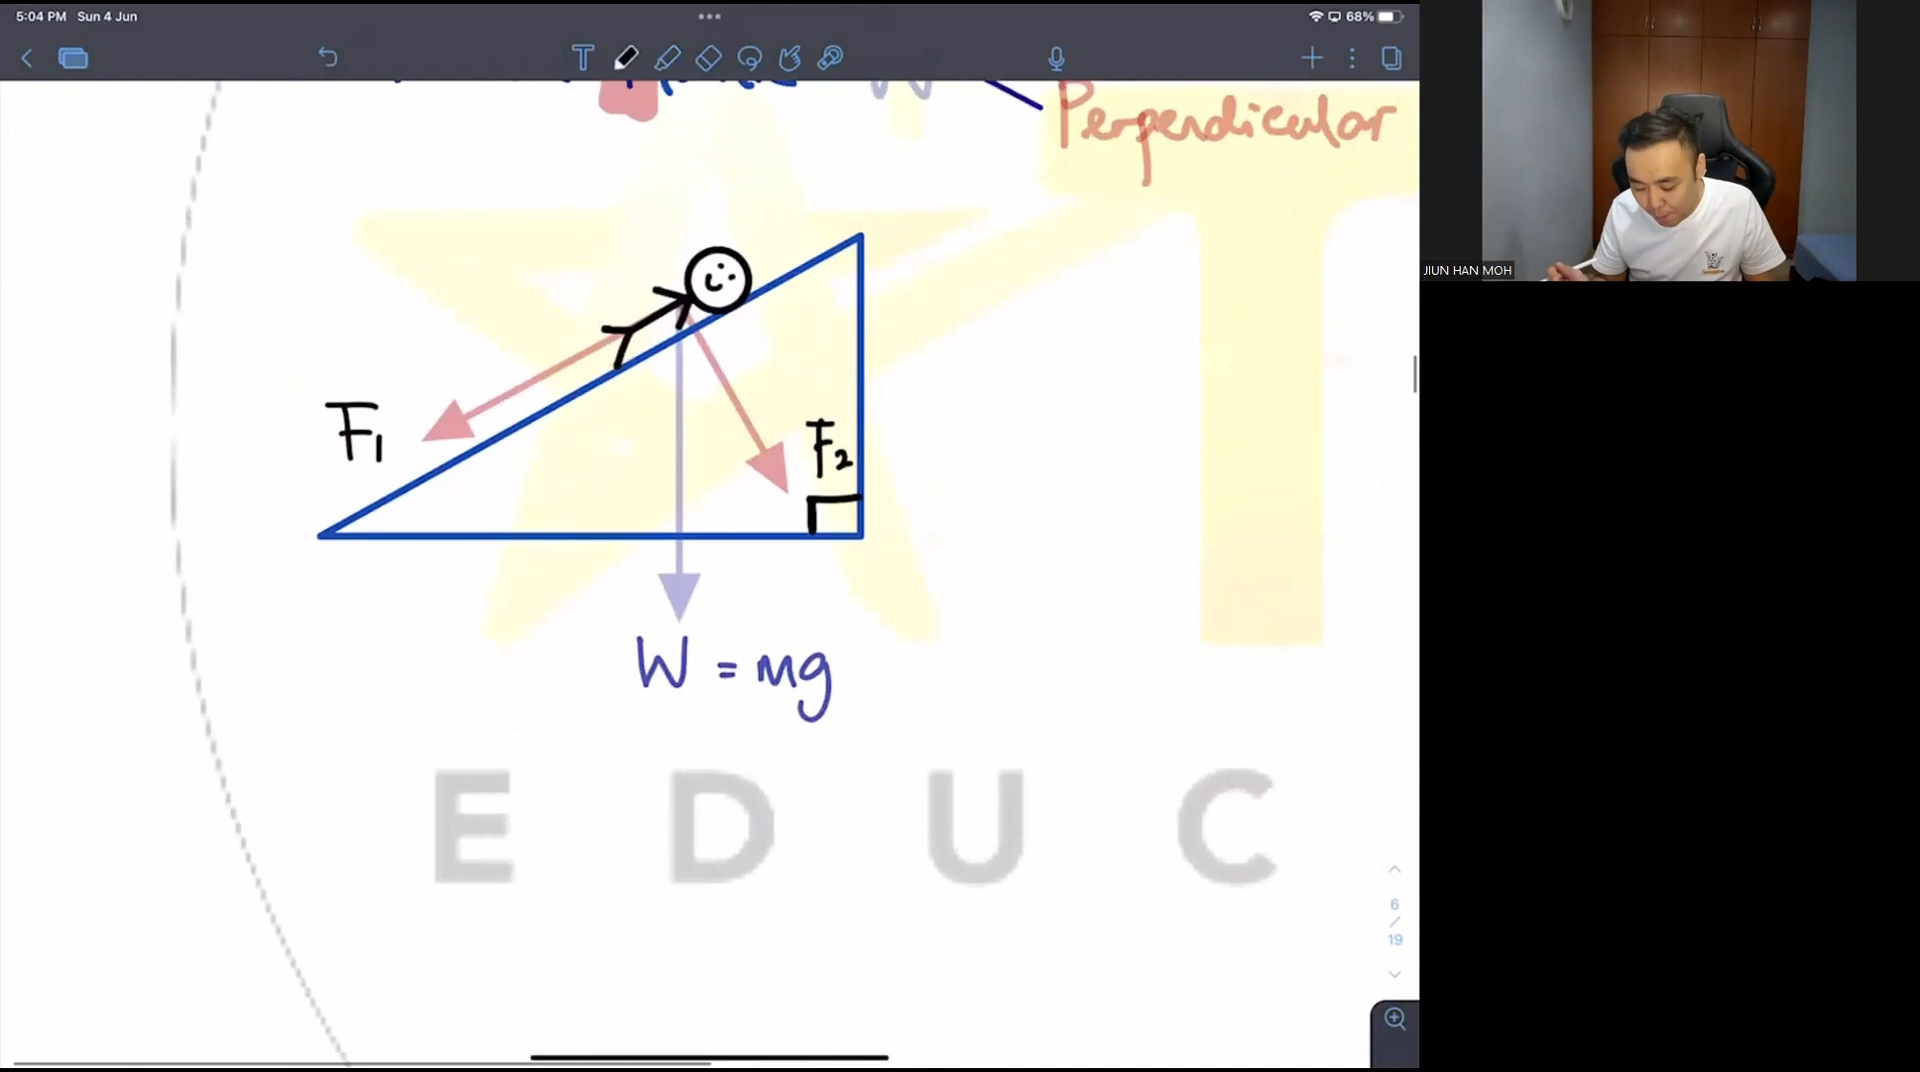 5:04 PM Sun 4 Jun
68%
Perpendicular
JIUN HAN MOH
F1
F2
W = mg
E D U C
T
6
/
19